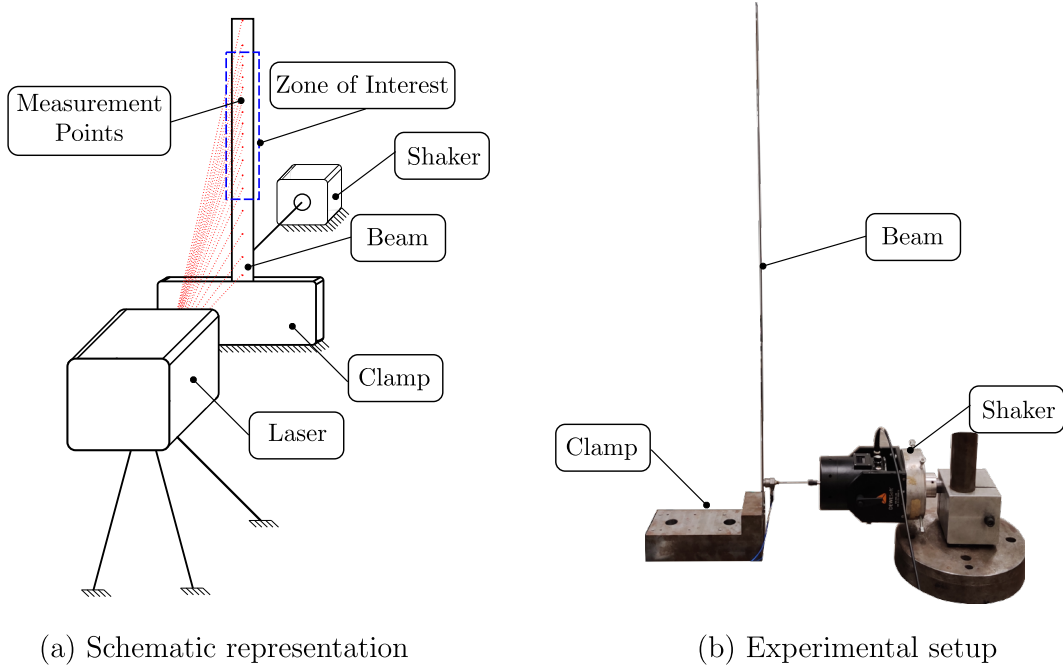 Measurement
Points
Zone of Interest
Shaker
Beam
Clamp
Laser
(a) Schematic representation
Beam
Shaker
Clamp
(b) Experimental setup